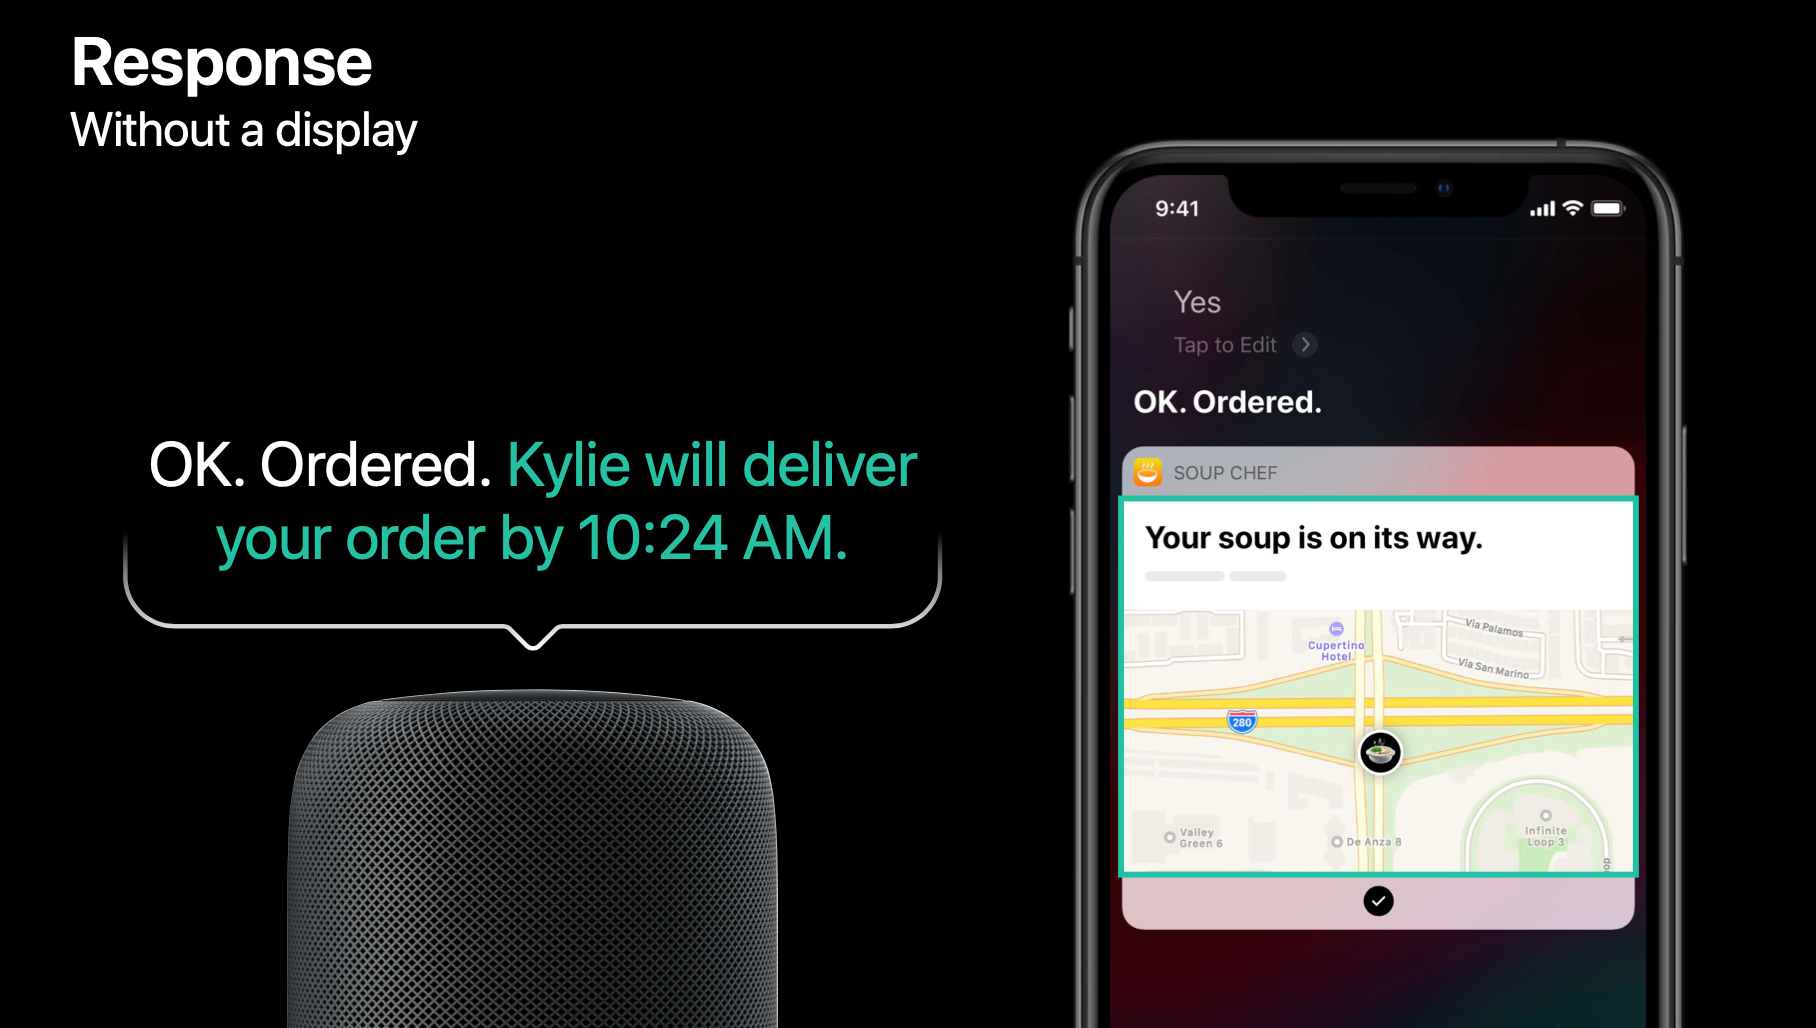 Response
Without a display
OK. Ordered. Kylie will deliver
your order by 10:24 AM.
9:41
Yes
Tap to Edit
OK. Ordered.
SOUP CHEF
Your soup is on its way.
Via Palamos
Cupertino
Hotel
Via San Marino
280
Valley
Green 6
De Anza 8
Infinite
Loop 3